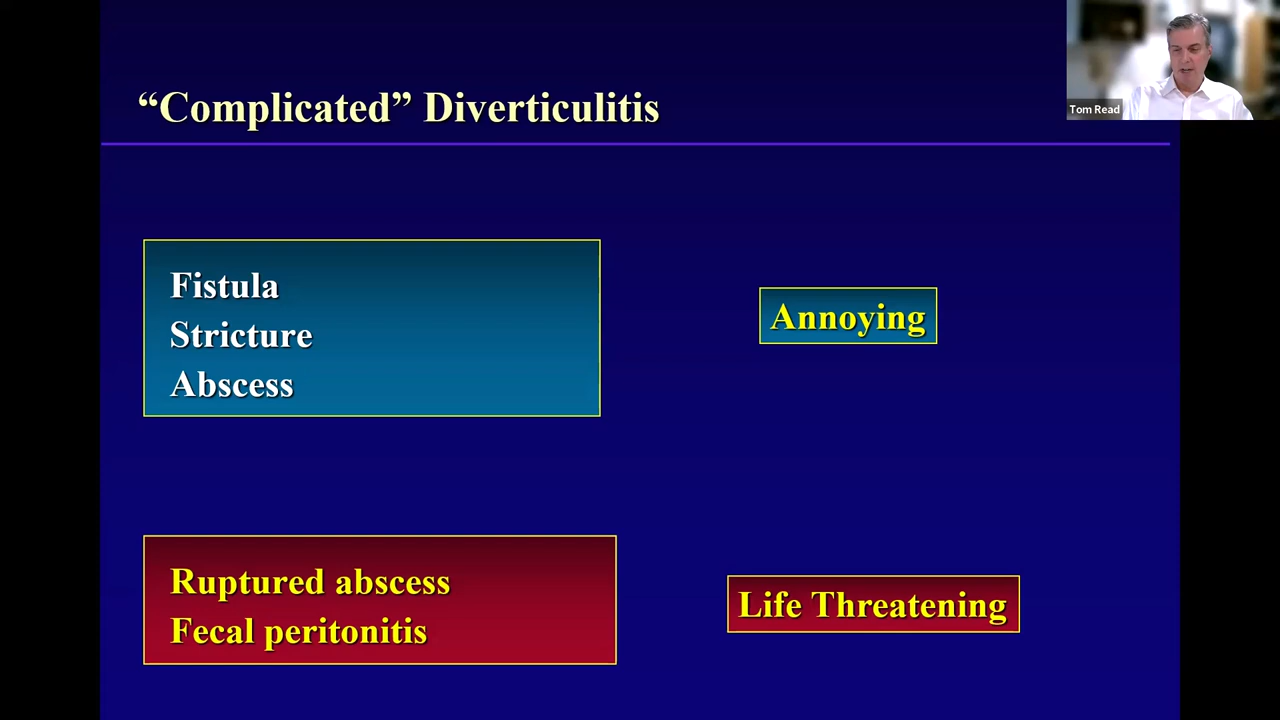 “Complicated” Diverticulitis
Tom Read
Fistula
Stricture
Abscess
Annoying
Ruptured abscess
Fecal peritonitis
Life Threatening